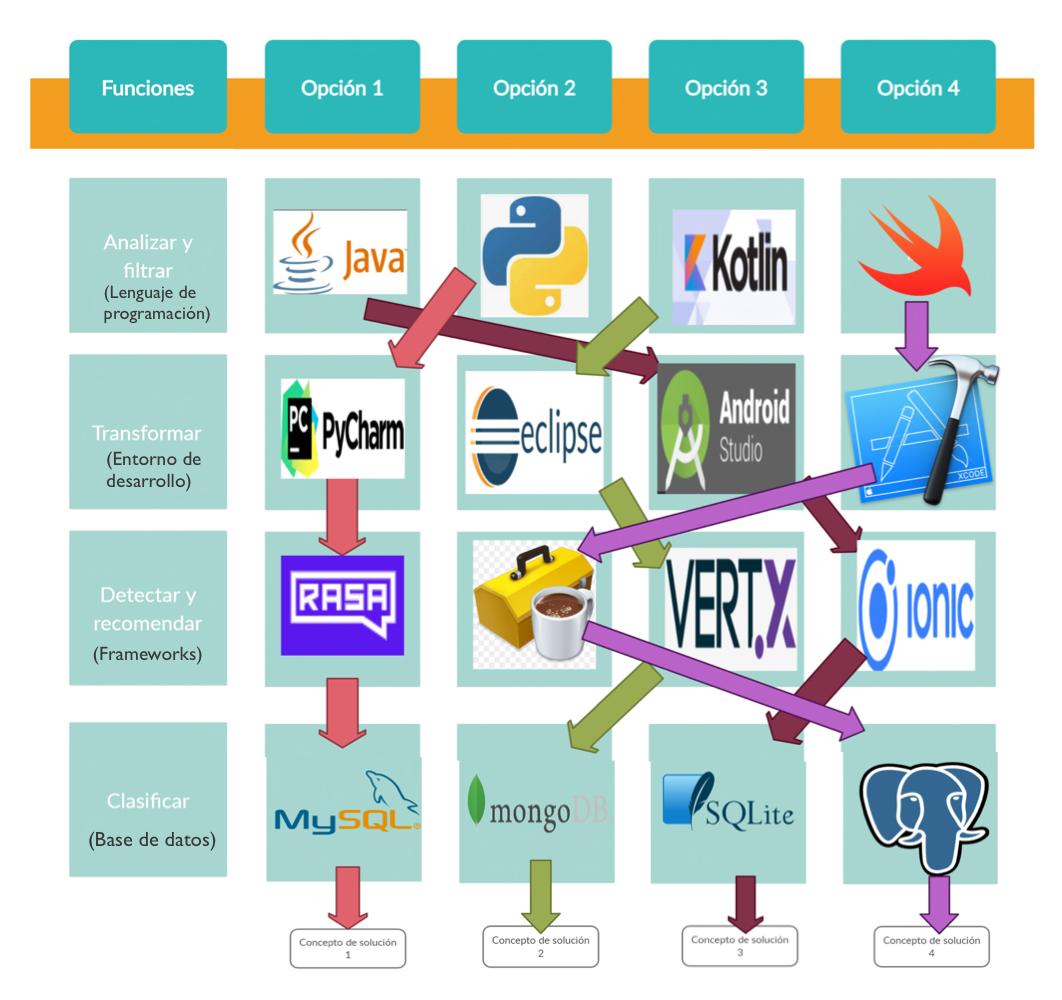 Funciones
Opción 1
Opción 2
Opción 3
Opción 4
Analizar y
filtrar
(Lenguaje de
programación)
Java
Kotlin
Transformar
(Entorno de
desarrollo)
PC
PyCharm
eclipse
Android
Studio
XCODE
Detectar y
recomendar
(Frameworks)
RASA
VERT.X
ionic
Clasificar
(Base de datos)
MySQL®
mongoDB
SQLite
Concepto de solución
1
Concepto de solución
2
Concepto de solución
3
Concepto de solución
4